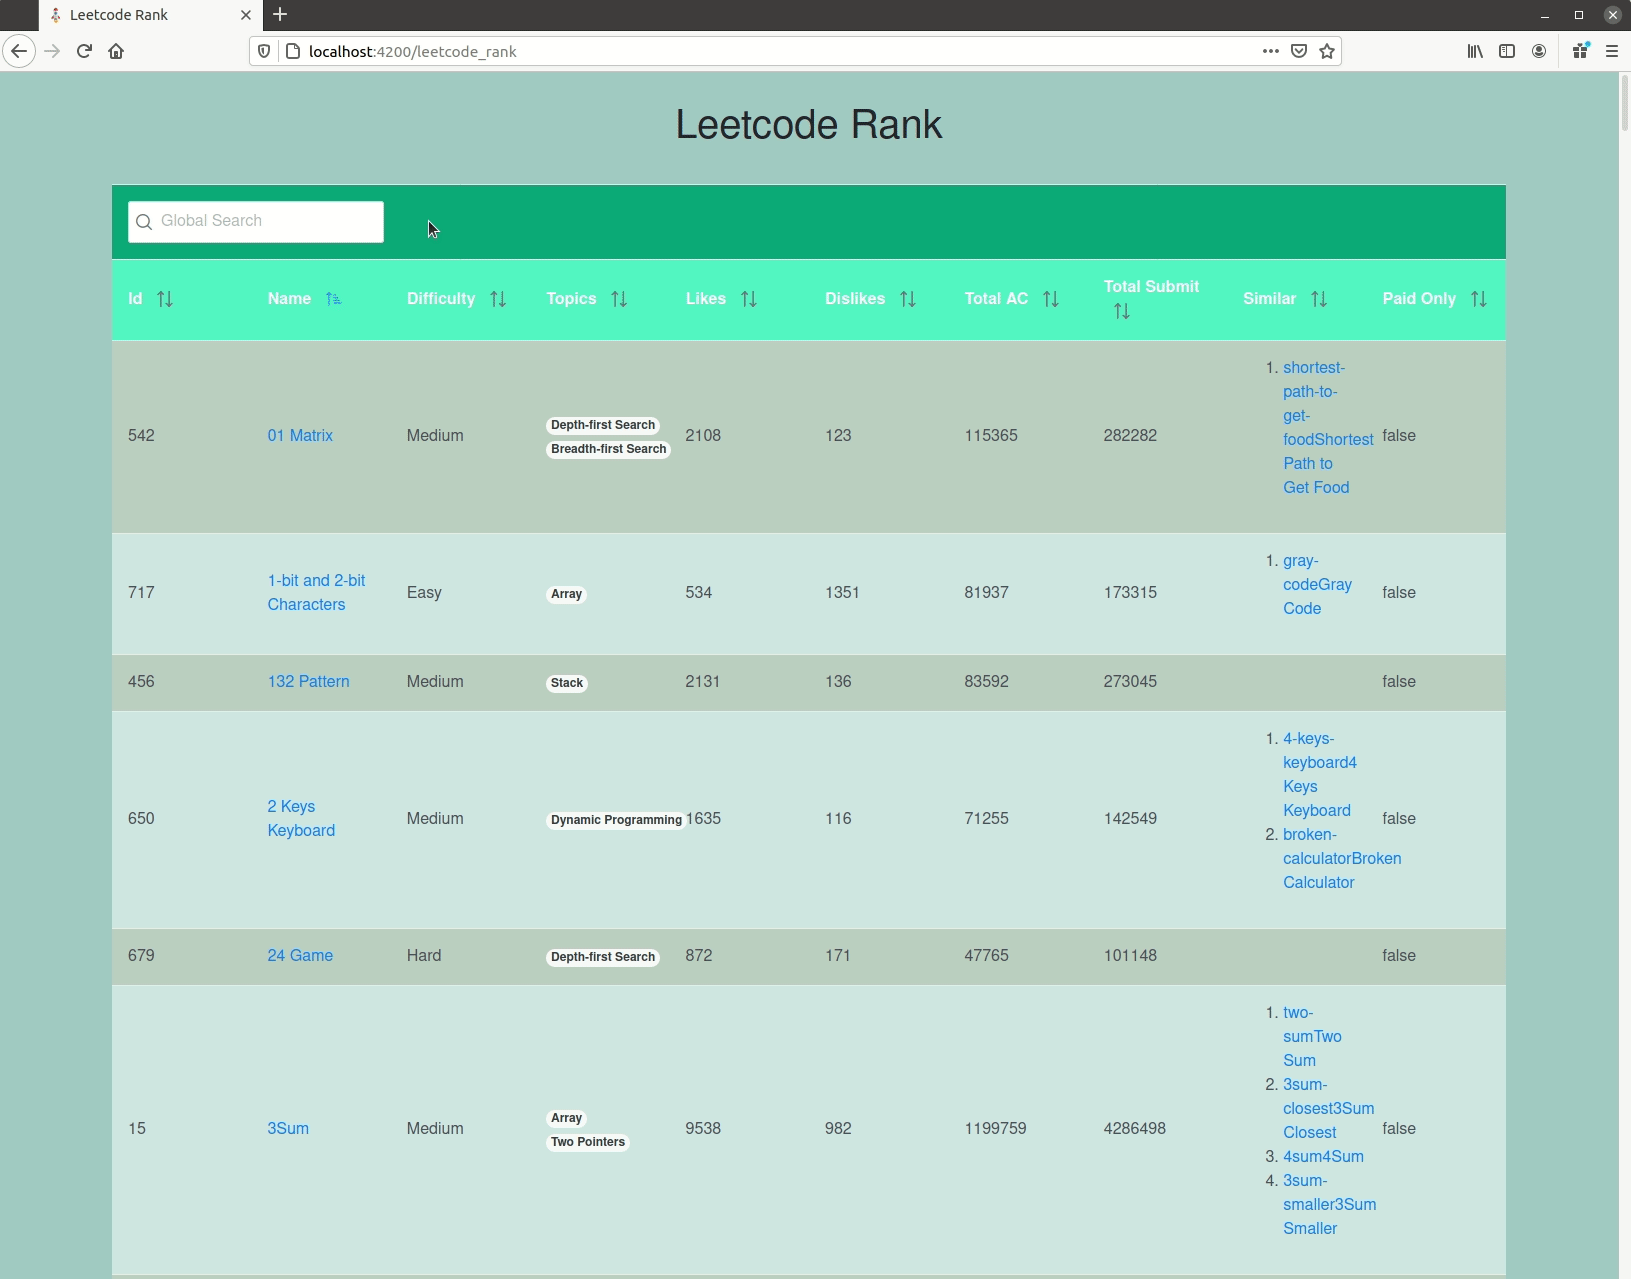 Leetcode Rank
localhost:4200/leetcode_rank
Leetcode Rank
Global Search
Id Name Difficulty Topics Likes Dislikes Total AC Total Submit Similar Paid Only
542 01 Matrix Medium Depth-first Search Breadth-first Search 2108 123 115365 282282 false
1. shortest-
path-to-
get-
foodShortest
Path to
Get Food
717 1-bit and 2-bit Characters Easy Array 534 1351 81937 173315 false
1. gray-
codeGray
Code
456 132 Pattern Medium Stack 2131 136 83592 273045 false
650 2 Keys Keyboard Medium Dynamic Programming 1635 116 71255 142549 false
1. 4-keys-
keyboard4
Keys
Keyboard
2. broken-
calculatorBroken
Calculator
679 24 Game Hard Depth-first Search 872 171 47765 101148 false
15 3Sum Medium Array Two Pointers 9538 982 1199759 4286498 false
1. two-
sumTwo
Sum
2. 3sum-
closest3Sum
Closest
3. 4sum4Sum
4. 3sum-
smaller3Sum
Smaller